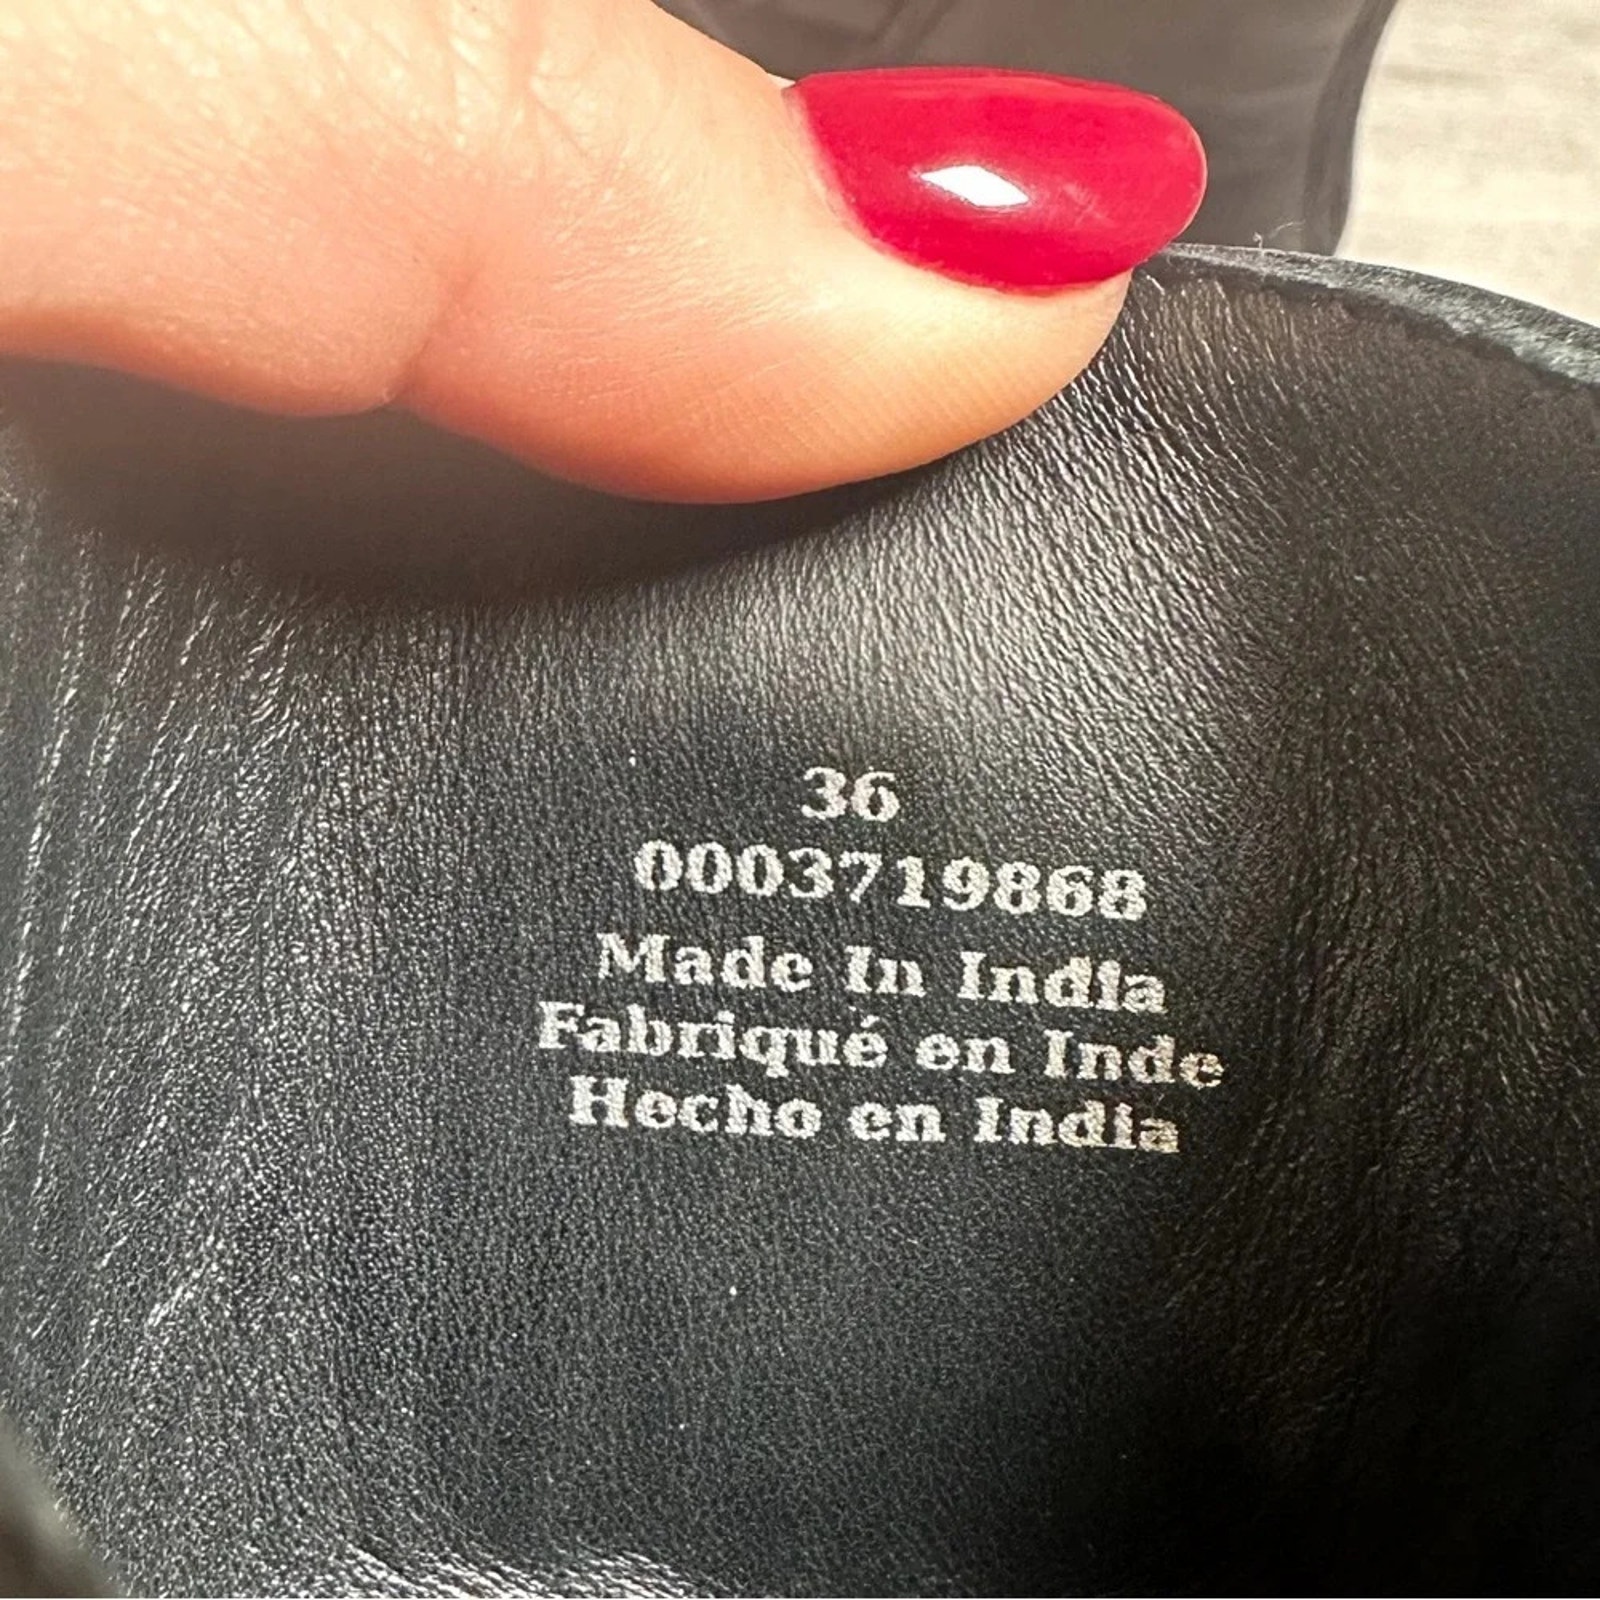 36
0003719868
Made In India
Fabriqué en Inde
Hecho en India